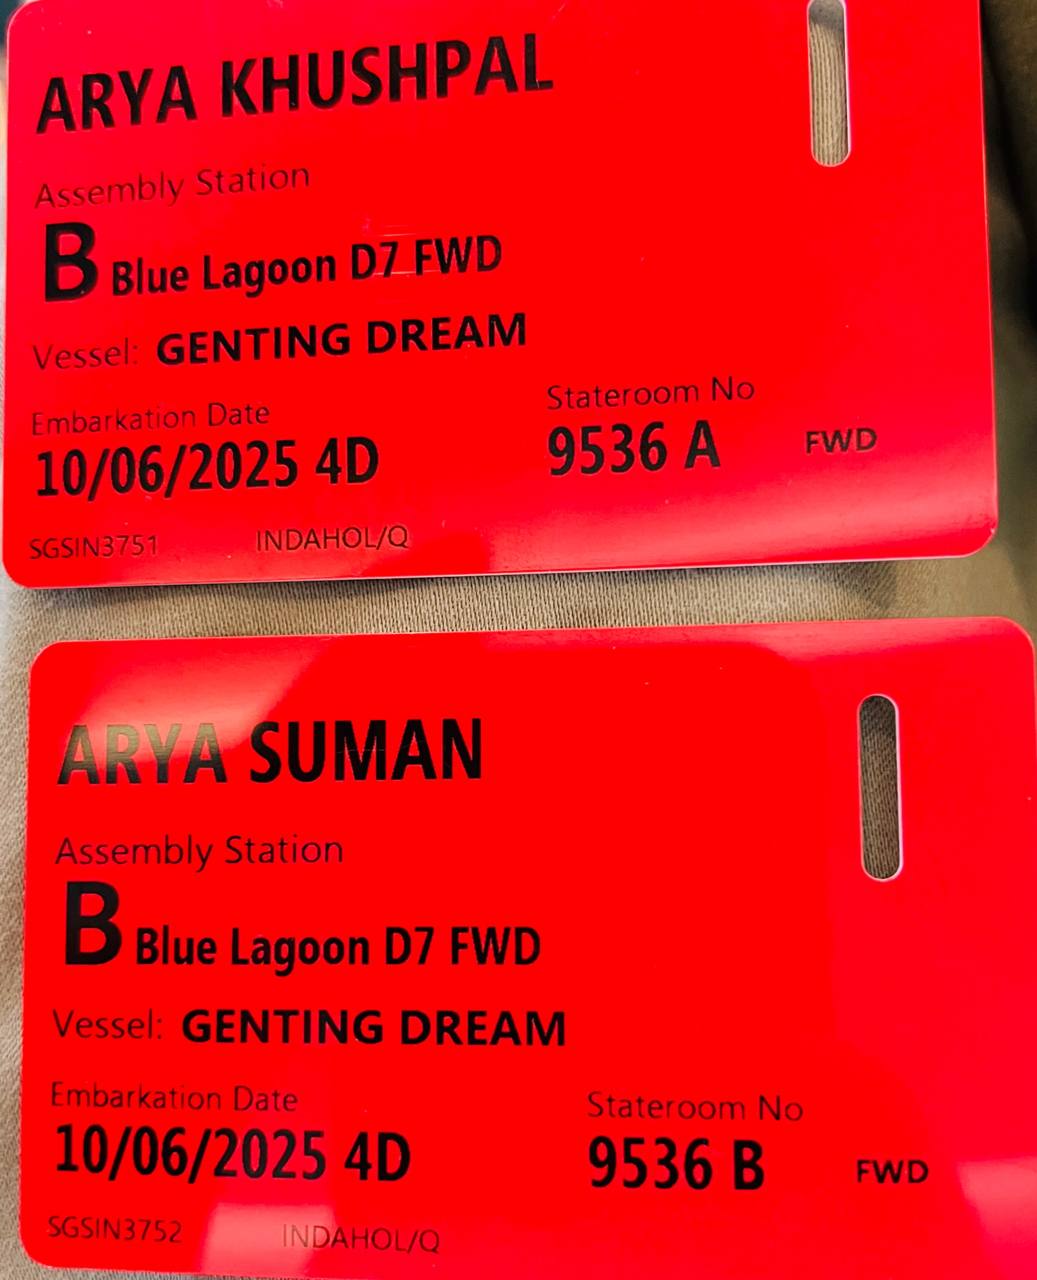 ARYA KHUSHPAL
Assembly Station
B Blue Lagoon D7 FWD
Vessel: GENTING DREAM
Embarkation Date Stateroom No
10/06/2025 4D 9536 A FWD
SGSIN3751 INDAHOL/Q
ARYA SUMAN
Assembly Station
B Blue Lagoon D7 FWD
Vessel: GENTING DREAM
Embarkation Date Stateroom No
10/06/2025 4D 9536 B FWD
SGSIN3752 INDAHOL/Q